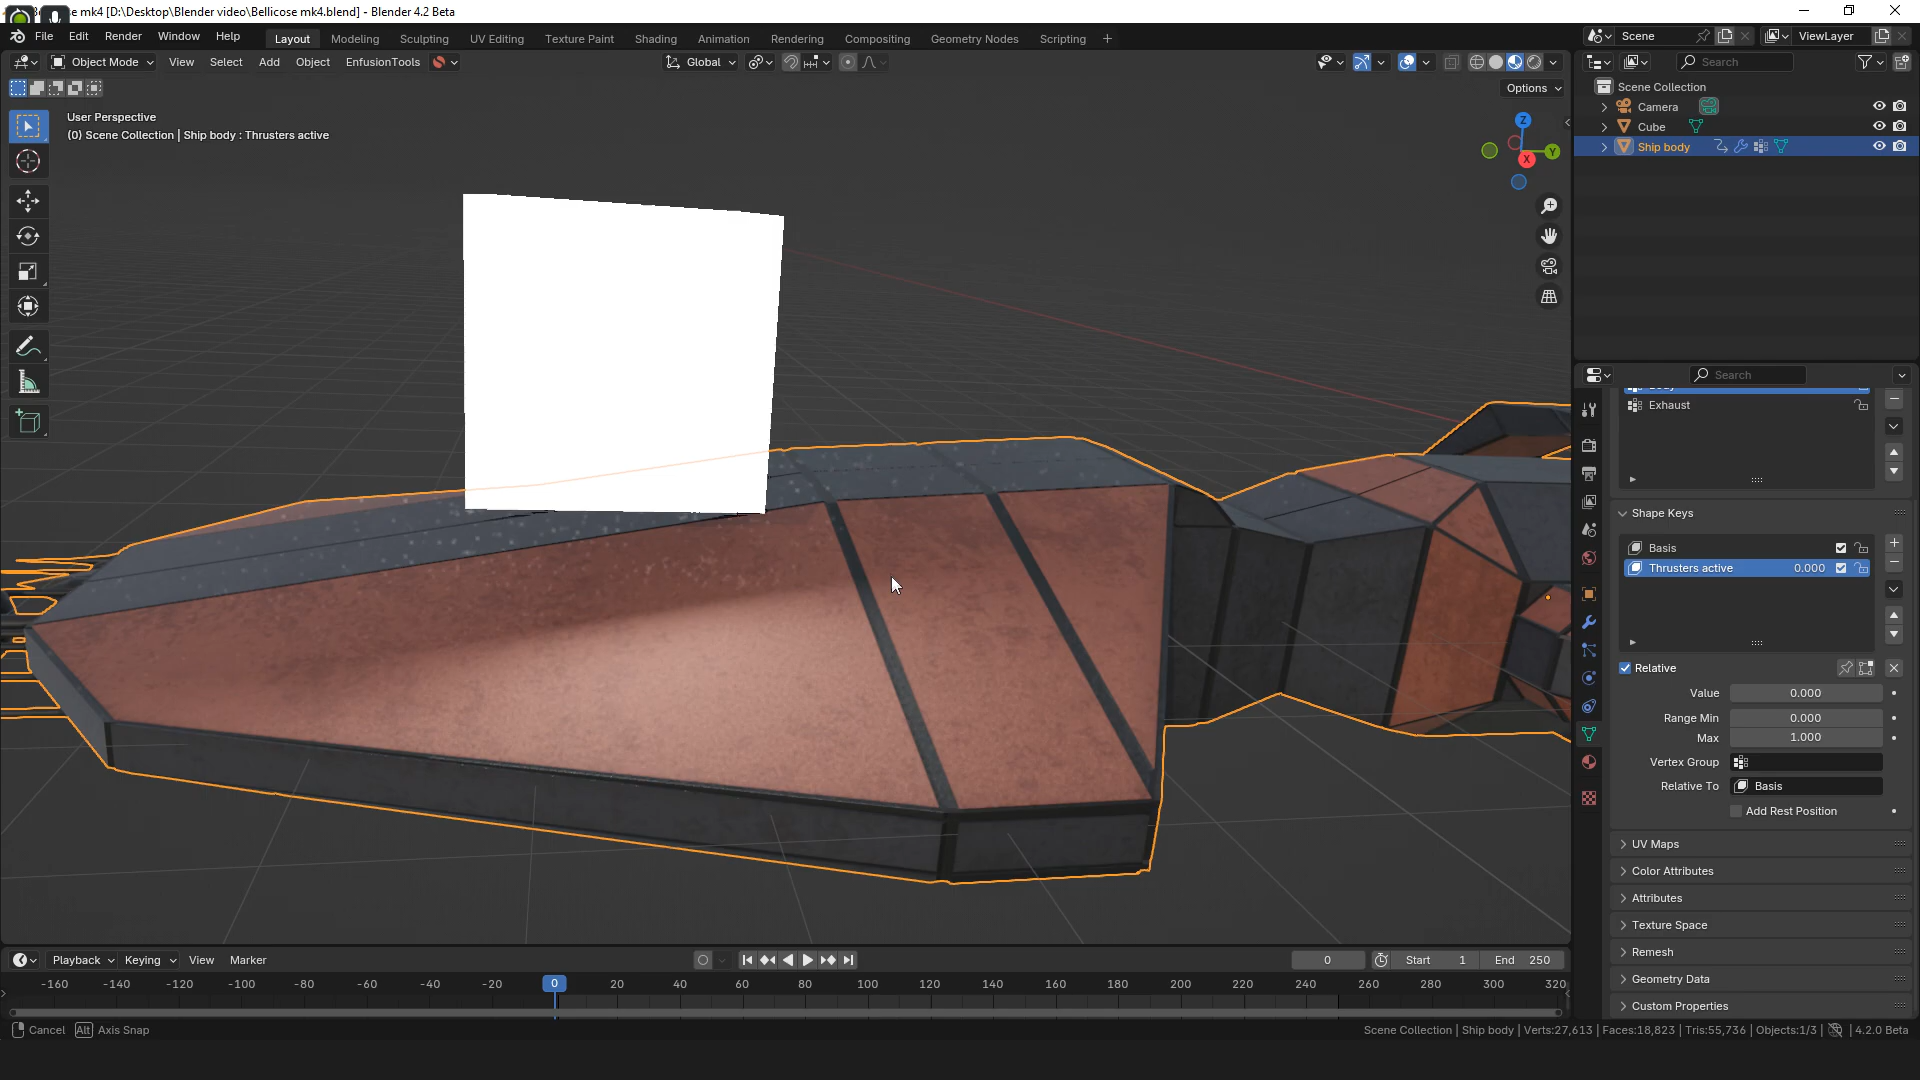 e mk4 [D:\Desktop\Blender video\Bellicose mk4.blend] - Blender 4.2 Beta
File Edit Render Window Help
Layout Modeling Sculpting UV Editing Texture Paint Shading Animation Rendering Compositing Geometry Nodes Scripting +
Scene ViewLayer
Object Mode View Select Add Object EnfusionTools Global
Search
Options
Scene Collection
Camera
Cube
Ship body
User Perspective
(0) Scene Collection | Ship body : Thrusters active
Z
Y
X
Search
Exhaust
Shape Keys
Basis
Thrusters active 0.000
Relative
Value 0.000
Range Min 0.000
Max 1.000
Vertex Group
Relative To Basis
Add Rest Position
UV Maps
Color Attributes
Attributes
Texture Space
Remesh
Geometry Data
Custom Properties
Playback Keying View Marker 0 Start 1 End 250
-160 -140 -120 -100 -80 -60 -40 -20 0 20 40 60 80 100 120 140 160 180 200 220 240 260 280 300 320
Cancel Alt Axis Snap
Scene Collection | Ship body | Verts:27,613 | Faces:18,823 | Tris:55,736 | Objects:1/3 | 4.2.0 Beta